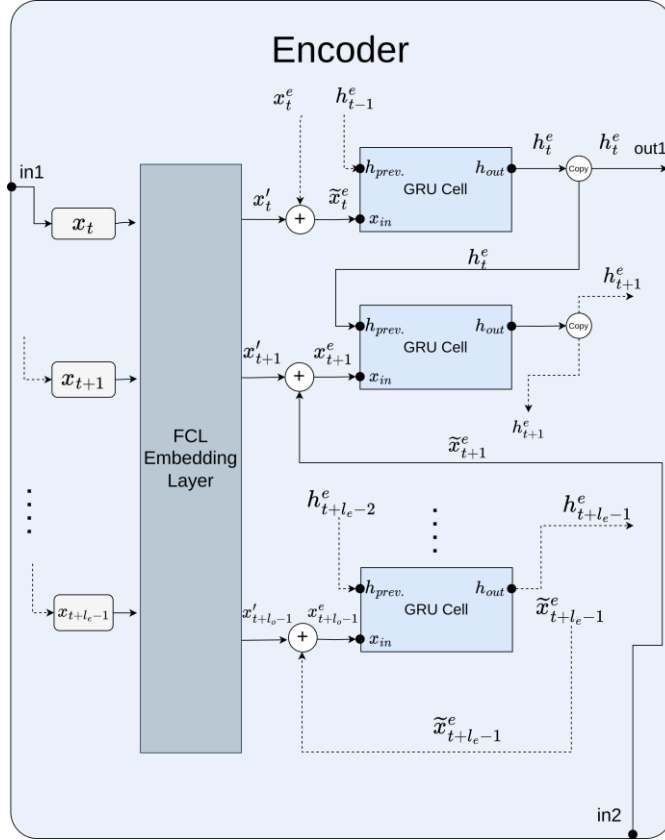 Encoder
x_t^e h_{t-1}^e
in1
x_t
x'_t
+
x̃_t^e
h_{prev.} h_{out}
GRU Cell
x_{in}
h_t^e
Copy
h_t^e
out1
h_t^e
x_{t+1}
x'_{t+1}
+
x_{t+1}^e
h_{prev.} h_{out}
GRU Cell
x_{in}
Copy
h_{t+1}^e
h_{t+1}^e
x̃_{t+1}^e
FCL
Embedding
Layer
h_{t+l_e-2}^e
h_{t+l_e-1}^e
x_{t+l_e-1}
x'_{t+l_o-1}
+
x_{t+l_o-1}^e
h_{prev.} h_{out}
GRU Cell
x_{in}
x̃_{t+l_e-1}^e
x̃_{t+l_e-1}^e
in2